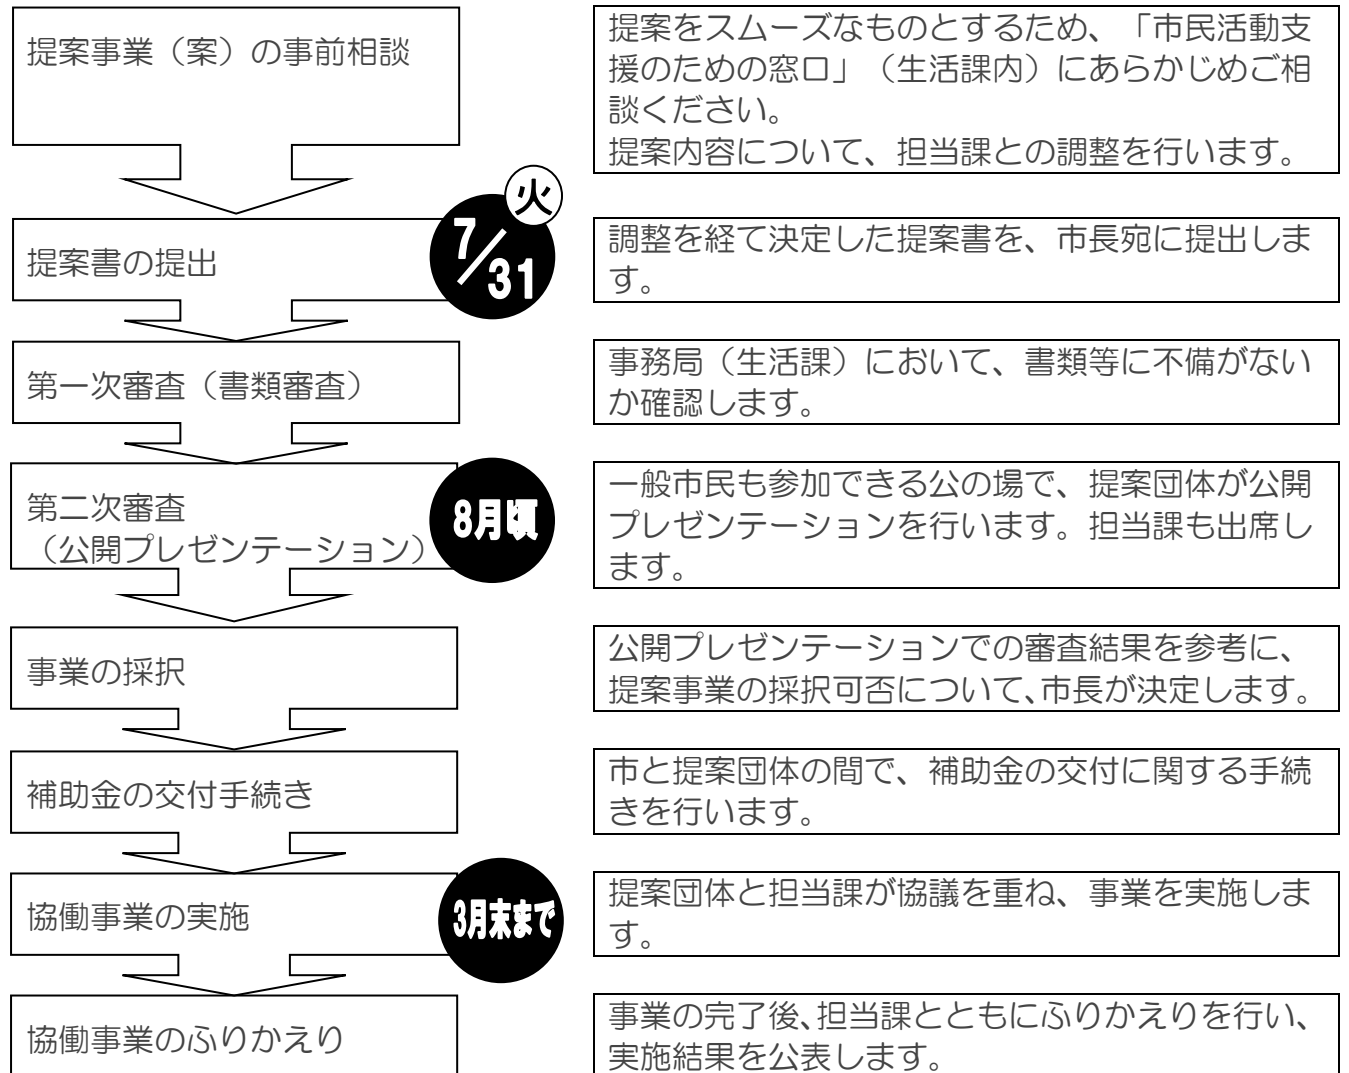 提案事業（案）の事前相談
提案をスムーズなものとするため、「市民活動支
援のための窓口」（生活課内）にあらかじめご相
談ください。
提案内容について、担当課との調整を行います。
提案書の提出
火
7/31
調整を経て決定した提案書を、市長宛に提出しま
す。
第一次審査（書類審査）
事務局（生活課）において、書類等に不備がない
か確認します。
第二次審査
（公開プレゼンテーション）
8月頃
一般市民も参加できる公の場で、提案団体が公開
プレゼンテーションを行います。担当課も出席し
ます。
事業の採択
公開プレゼンテーションでの審査結果を参考に、
提案事業の採択可否について、市長が決定します。
補助金の交付手続き
市と提案団体の間で、補助金の交付に関する手続
きを行います。
協働事業の実施
3月末まで
提案団体と担当課が協議を重ね、事業を実施しま
す。
協働事業のふりかえり
事業の完了後、担当課とともにふりかえりを行い、
実施結果を公表します。